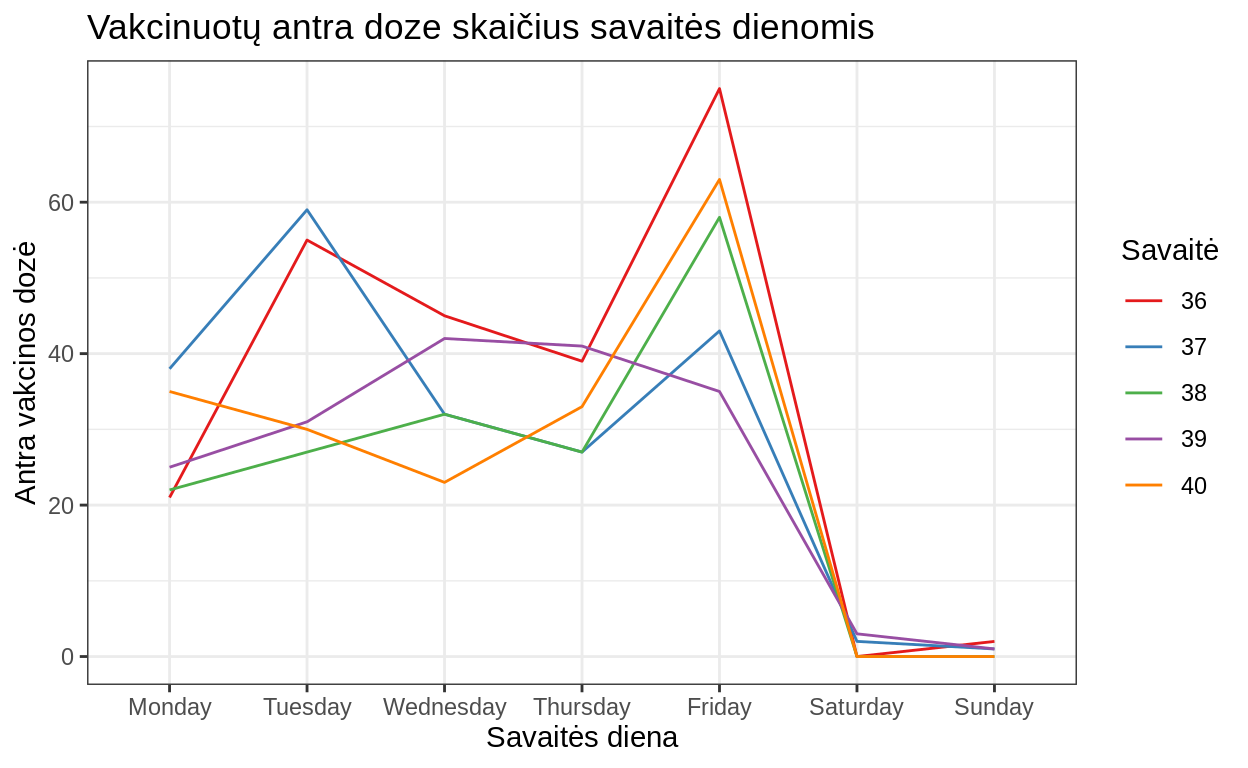 Vakcinuotų antra doze skaičius savaitės dienomis
Antra vakcinos dozė
60
40
20
0
Monday Tuesday Wednesday Thursday Friday Saturday Sunday
Savaitės diena
Savaitė
36
37
38
39
40